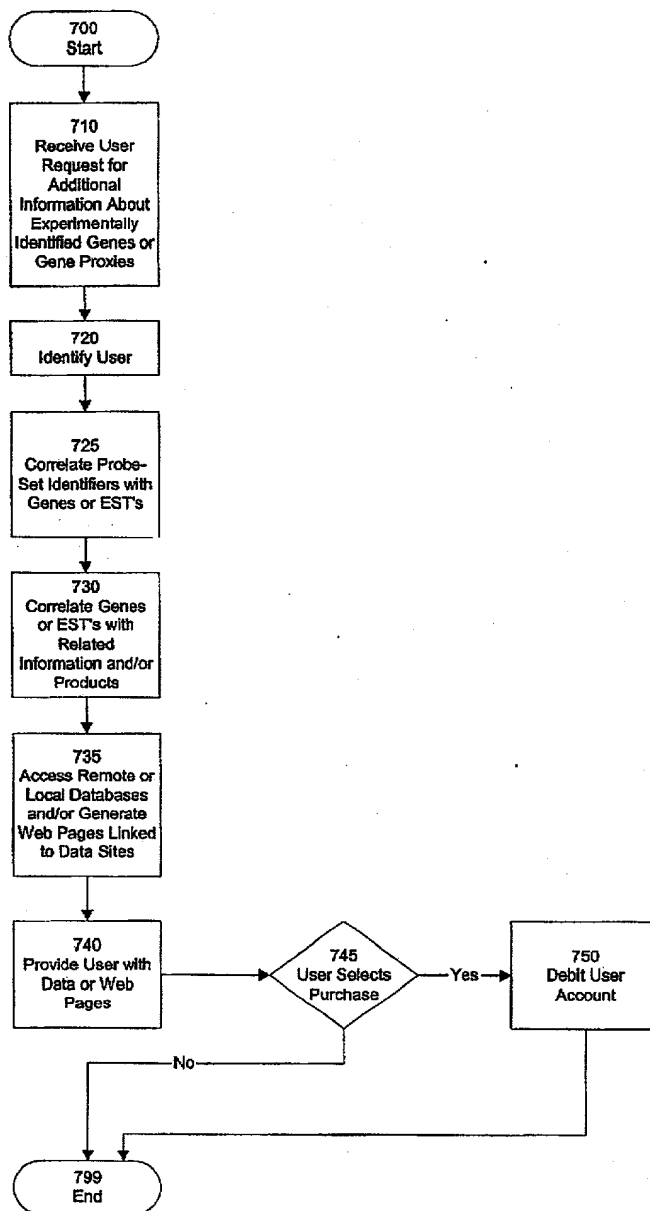 700
Start
710
Receive User
Request for
Additional
Information About
Experimentally
Identified Genes or
Gene Proxies
720
Identify User
725
Correlate Probe-
Set Identifiers with
Genes or EST's
730
Correlate Genes
or EST's with
Related
Information and/or
Products
735
Access Remote or
Local Databases
and/or Generate
Web Pages Linked
to Data Sites
740
Provide User with
Data or Web
Pages
745
User Selects
Purchase
Yes
750
Debit User
Account
No
799
End